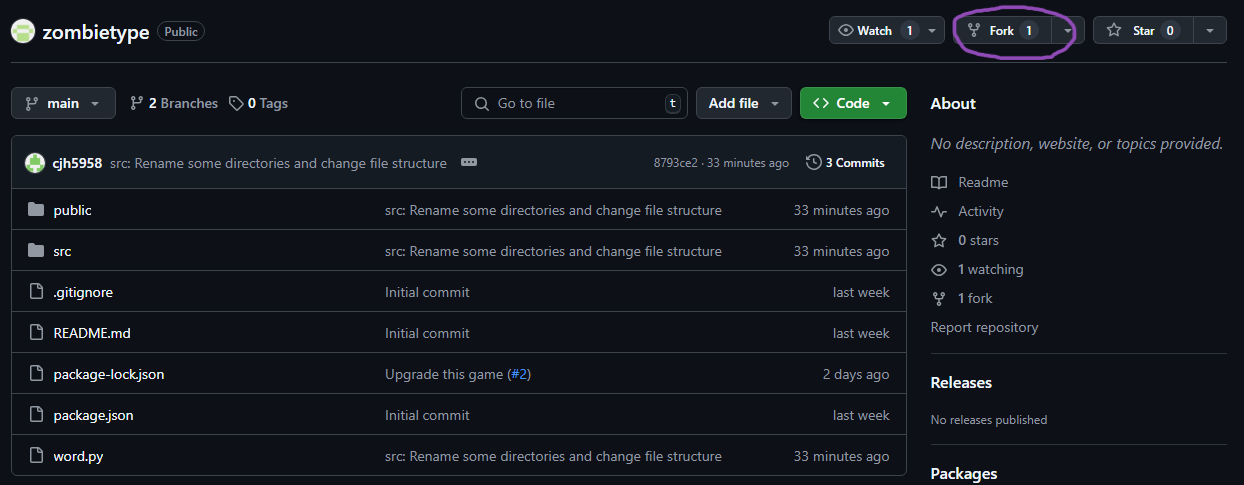 zombietype Public Watch 1 Fork 1 Star 0
main 2 Branches 0 Tags Go to file t Add file Code
cjh5958 src: Rename some directories and change file structure 8793ce2 · 33 minutes ago 3 Commits
public src: Rename some directories and change file structure 33 minutes ago
src src: Rename some directories and change file structure 33 minutes ago
.gitignore Initial commit last week
README.md Initial commit last week
package-lock.json Upgrade this game (#2) 2 days ago
package.json Initial commit last week
word.py src: Rename some directories and change file structure 33 minutes ago
About
No description, website, or topics provided.
Readme
Activity
0 stars
1 watching
1 fork
Report repository
Releases
No releases published
Packages